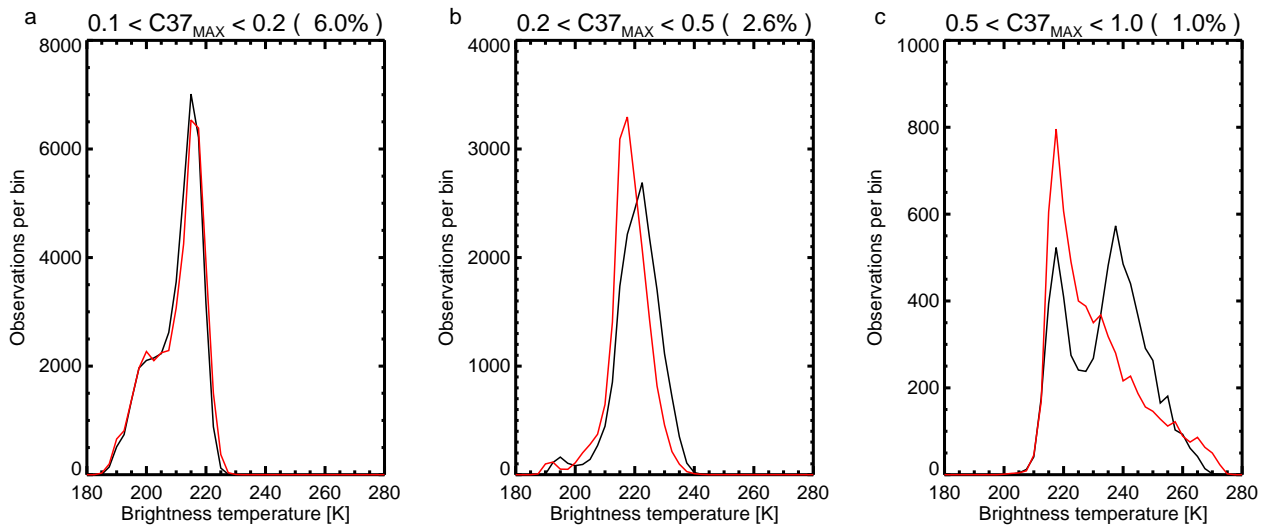 a
0.1 < C37MAX < 0.2 ( 6.0%)
8000
6000
4000
2000
0
Observations per bin
180 200 220 240 260 280
Brightness temperature [K]
b
0.2 < C37MAX < 0.5 ( 2.6%)
4000
3000
2000
1000
0
Observations per bin
180 200 220 240 260 280
Brightness temperature [K]
c
0.5 < C37MAX < 1.0 ( 1.0%)
1000
800
600
400
200
0
Observations per bin
180 200 220 240 260 280
Brightness temperature [K]